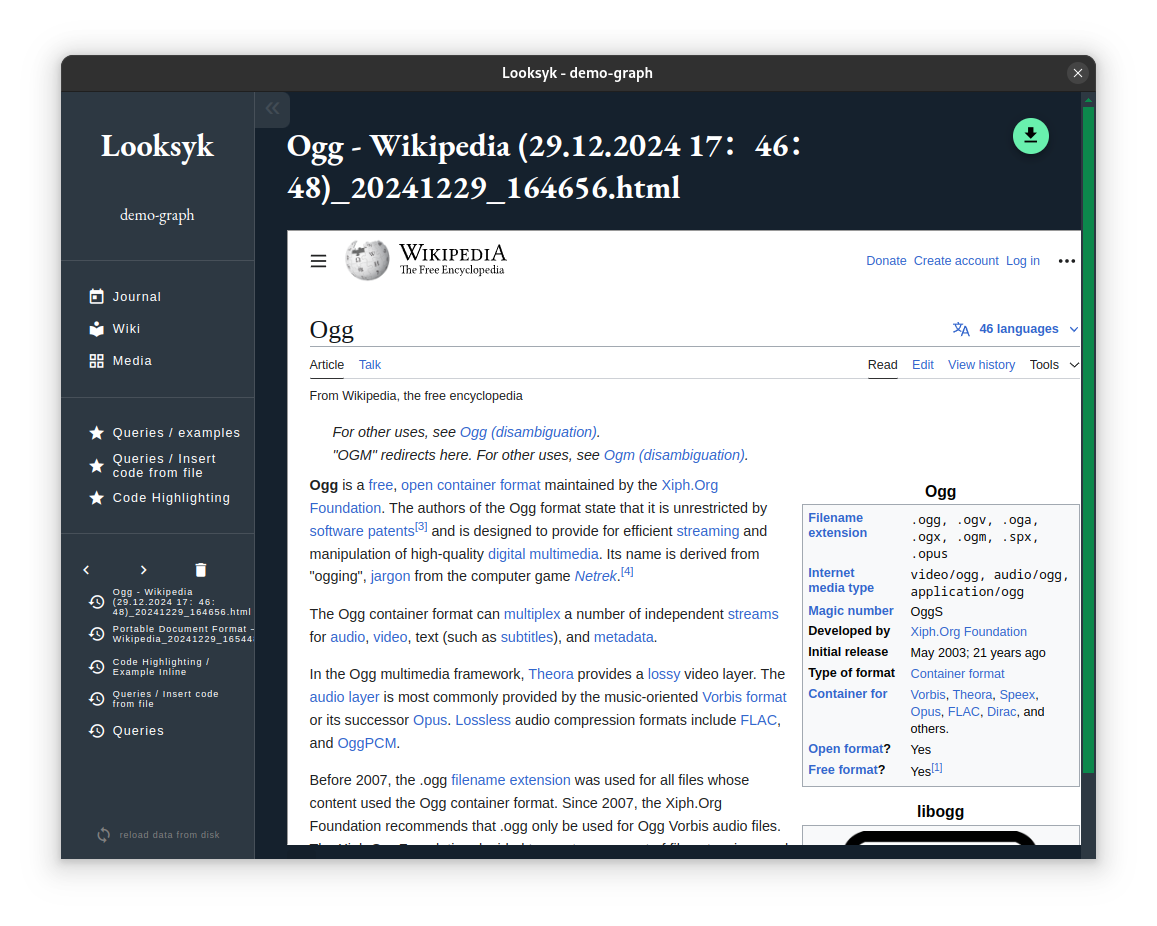 Looksyk - demo-graph
Looksyk
demo-graph
Journal
Wiki
Media
Queries / examples
Queries / Insert
code from file
Code Highlighting
Ogg - Wikipedia
(29.12.2024 17：46：
48)_20241229_164656.html
Portable Document Format -
Wikipedia_20241229_16544
Code Highlighting /
Example Inline
Queries / Insert code
from file
Queries
reload data from disk
Ogg - Wikipedia (29.12.2024 17：46：
48)_20241229_164656.html
WIKIPEDIA
The Free Encyclopedia
Donate Create account Log in
Ogg
46 languages
Article Talk
Read Edit View history Tools
From Wikipedia, the free encyclopedia
For other uses, see Ogg (disambiguation).
"OGM" redirects here. For other uses, see Ogm (disambiguation).
Ogg is a free, open container format maintained by the Xiph.Org
Foundation. The authors of the Ogg format state that it is unrestricted by
software patents[3] and is designed to provide for efficient streaming and
manipulation of high-quality digital multimedia. Its name is derived from
"ogging", jargon from the computer game Netrek.[4]
The Ogg container format can multiplex a number of independent streams
for audio, video, text (such as subtitles), and metadata.
In the Ogg multimedia framework, Theora provides a lossy video layer. The
audio layer is most commonly provided by the music-oriented Vorbis format
or its successor Opus. Lossless audio compression formats include FLAC,
and OggPCM.
Before 2007, the .ogg filename extension was used for all files whose
content used the Ogg container format. Since 2007, the Xiph.Org
Foundation recommends that .ogg only be used for Ogg Vorbis audio files.
Ogg
Filename extension .ogg, .ogv, .oga,
.ogx, .ogm, .spx,
.opus
Internet media type video/ogg, audio/ogg,
application/ogg
Magic number OggS
Developed by Xiph.Org Foundation
Initial release May 2003; 21 years ago
Type of format Container format
Container for Vorbis, Theora, Speex,
Opus, FLAC, Dirac, and
others.
Open format? Yes
Free format? Yes[1]
libogg